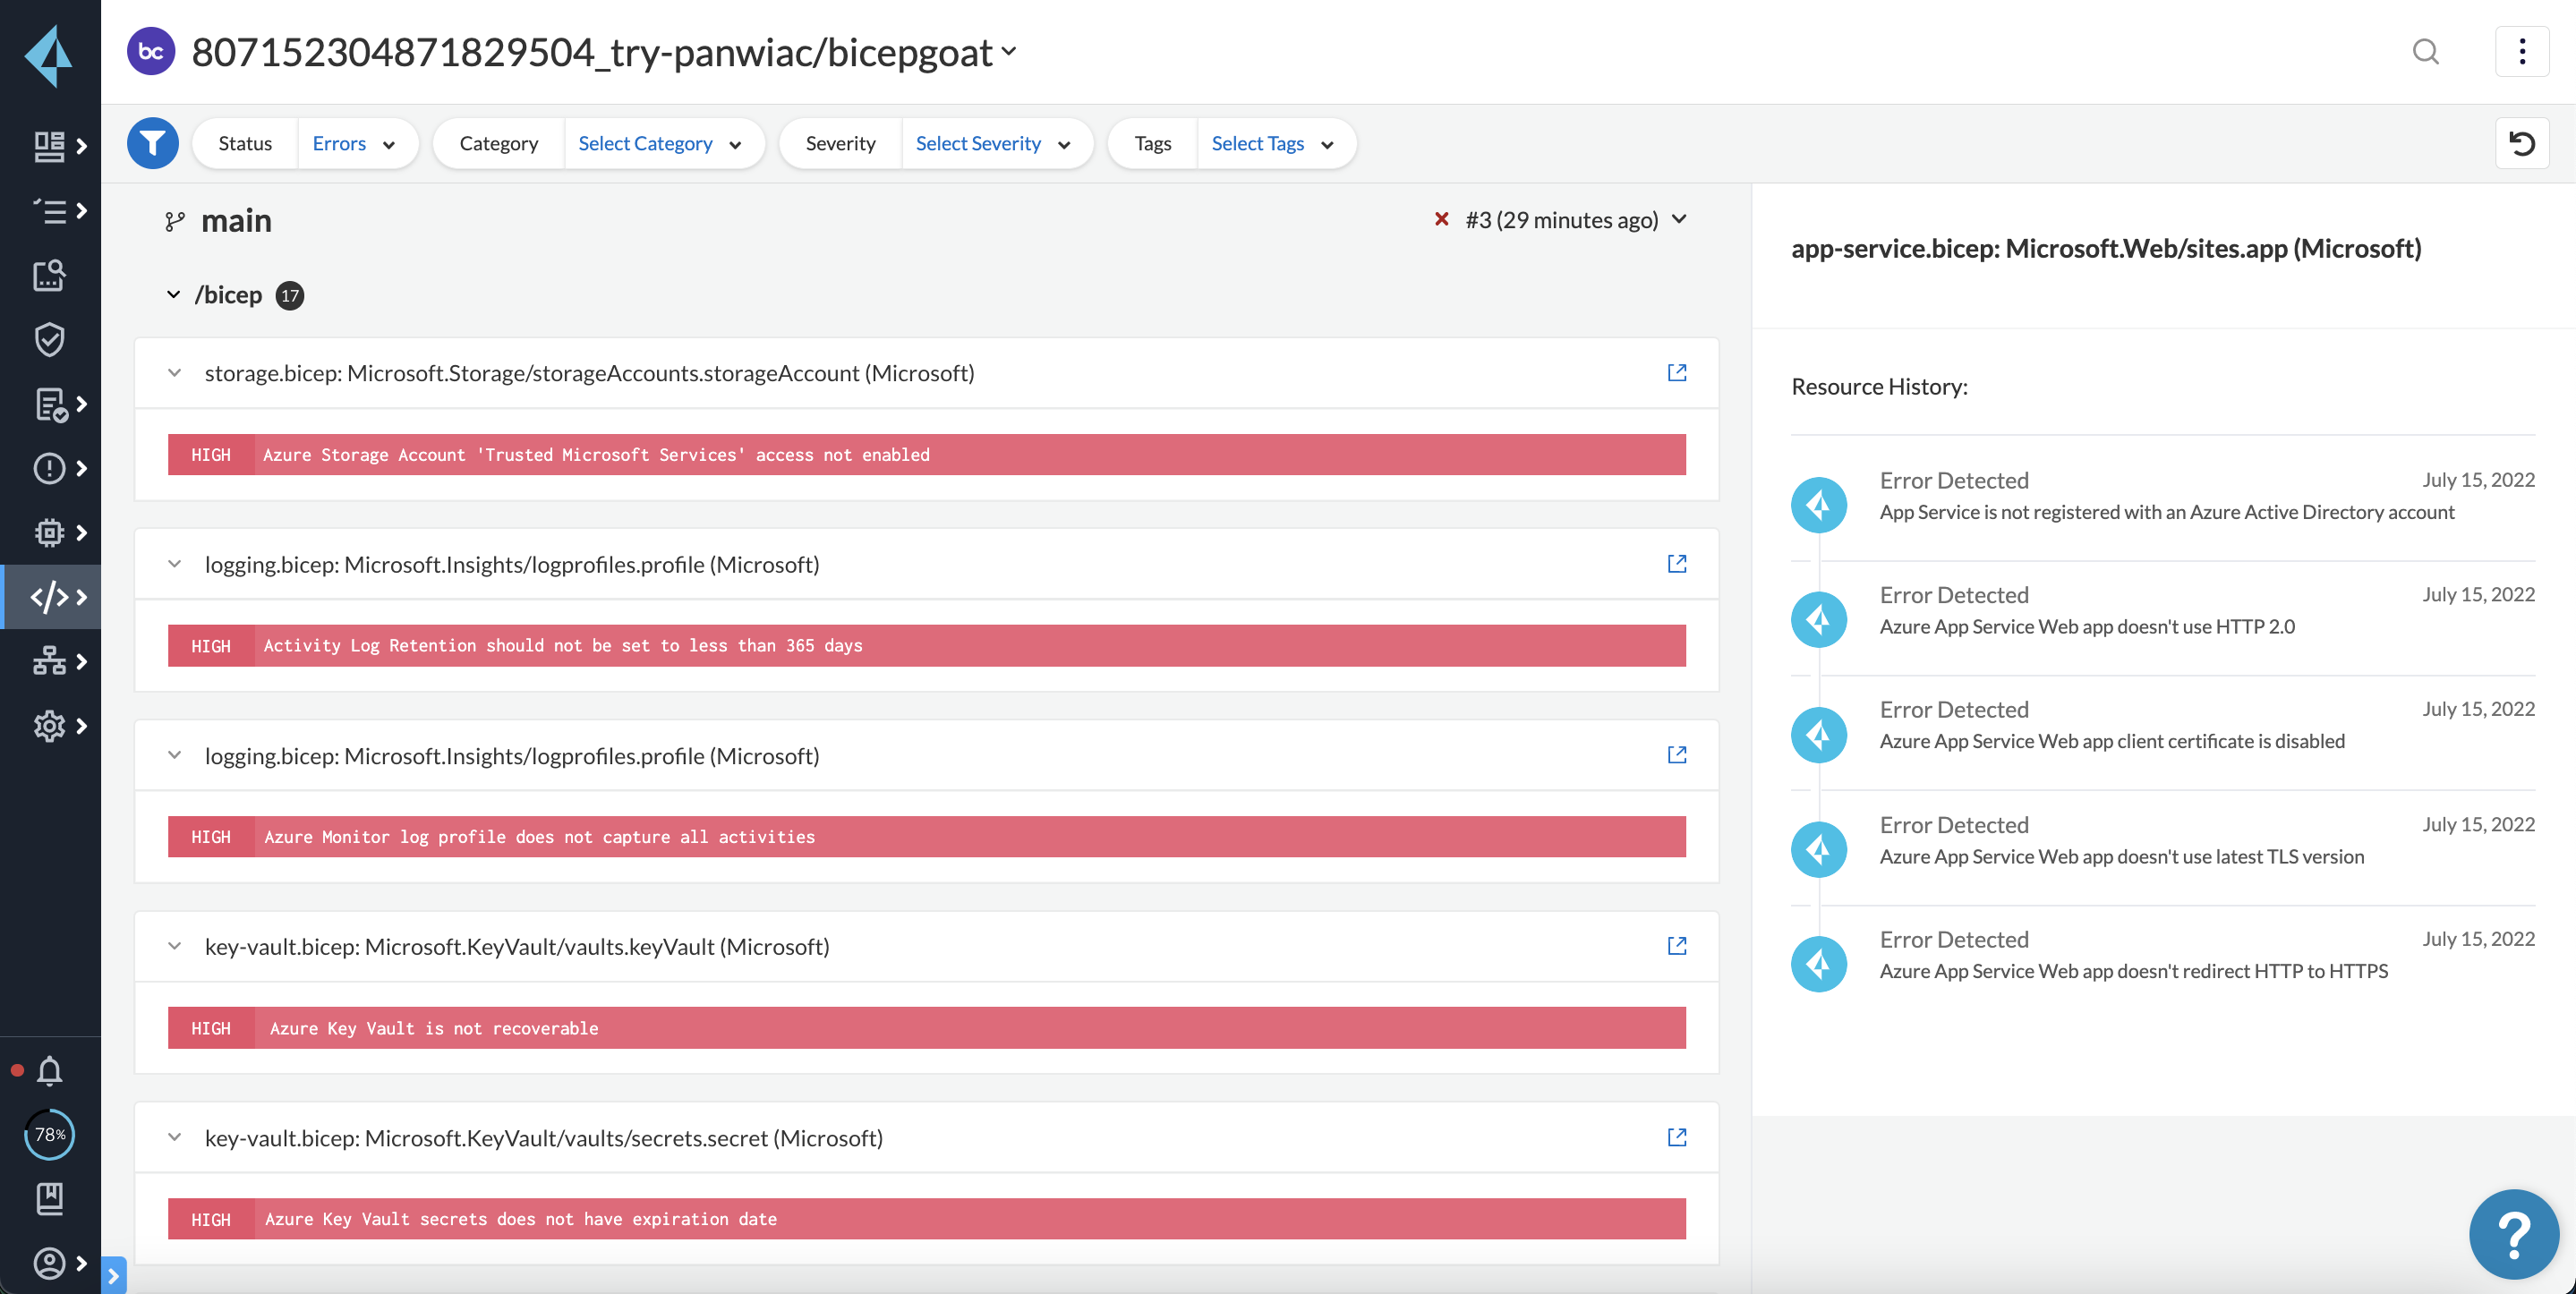 bc 807152304871829504_try-panwiac/bicepgoat
Status Errors Category Select Category Severity Select Severity Tags Select Tags
main #3 (29 minutes ago)
/bicep 17
storage.bicep: Microsoft.Storage/storageAccounts.storageAccount (Microsoft)
HIGH Azure Storage Account 'Trusted Microsoft Services' access not enabled
logging.bicep: Microsoft.Insights/logprofiles.profile (Microsoft)
HIGH Activity Log Retention should not be set to less than 365 days
logging.bicep: Microsoft.Insights/logprofiles.profile (Microsoft)
HIGH Azure Monitor log profile does not capture all activities
key-vault.bicep: Microsoft.KeyVault/vaults.keyVault (Microsoft)
HIGH Azure Key Vault is not recoverable
key-vault.bicep: Microsoft.KeyVault/vaults/secrets.secret (Microsoft)
HIGH Azure Key Vault secrets does not have expiration date
app-service.bicep: Microsoft.Web/sites.app (Microsoft)
Resource History:
Error Detected July 15, 2022
App Service is not registered with an Azure Active Directory account
Error Detected July 15, 2022
Azure App Service Web app doesn't use HTTP 2.0
Error Detected July 15, 2022
Azure App Service Web app client certificate is disabled
Error Detected July 15, 2022
Azure App Service Web app doesn't use latest TLS version
Error Detected July 15, 2022
Azure App Service Web app doesn't redirect HTTP to HTTPS
78%
?